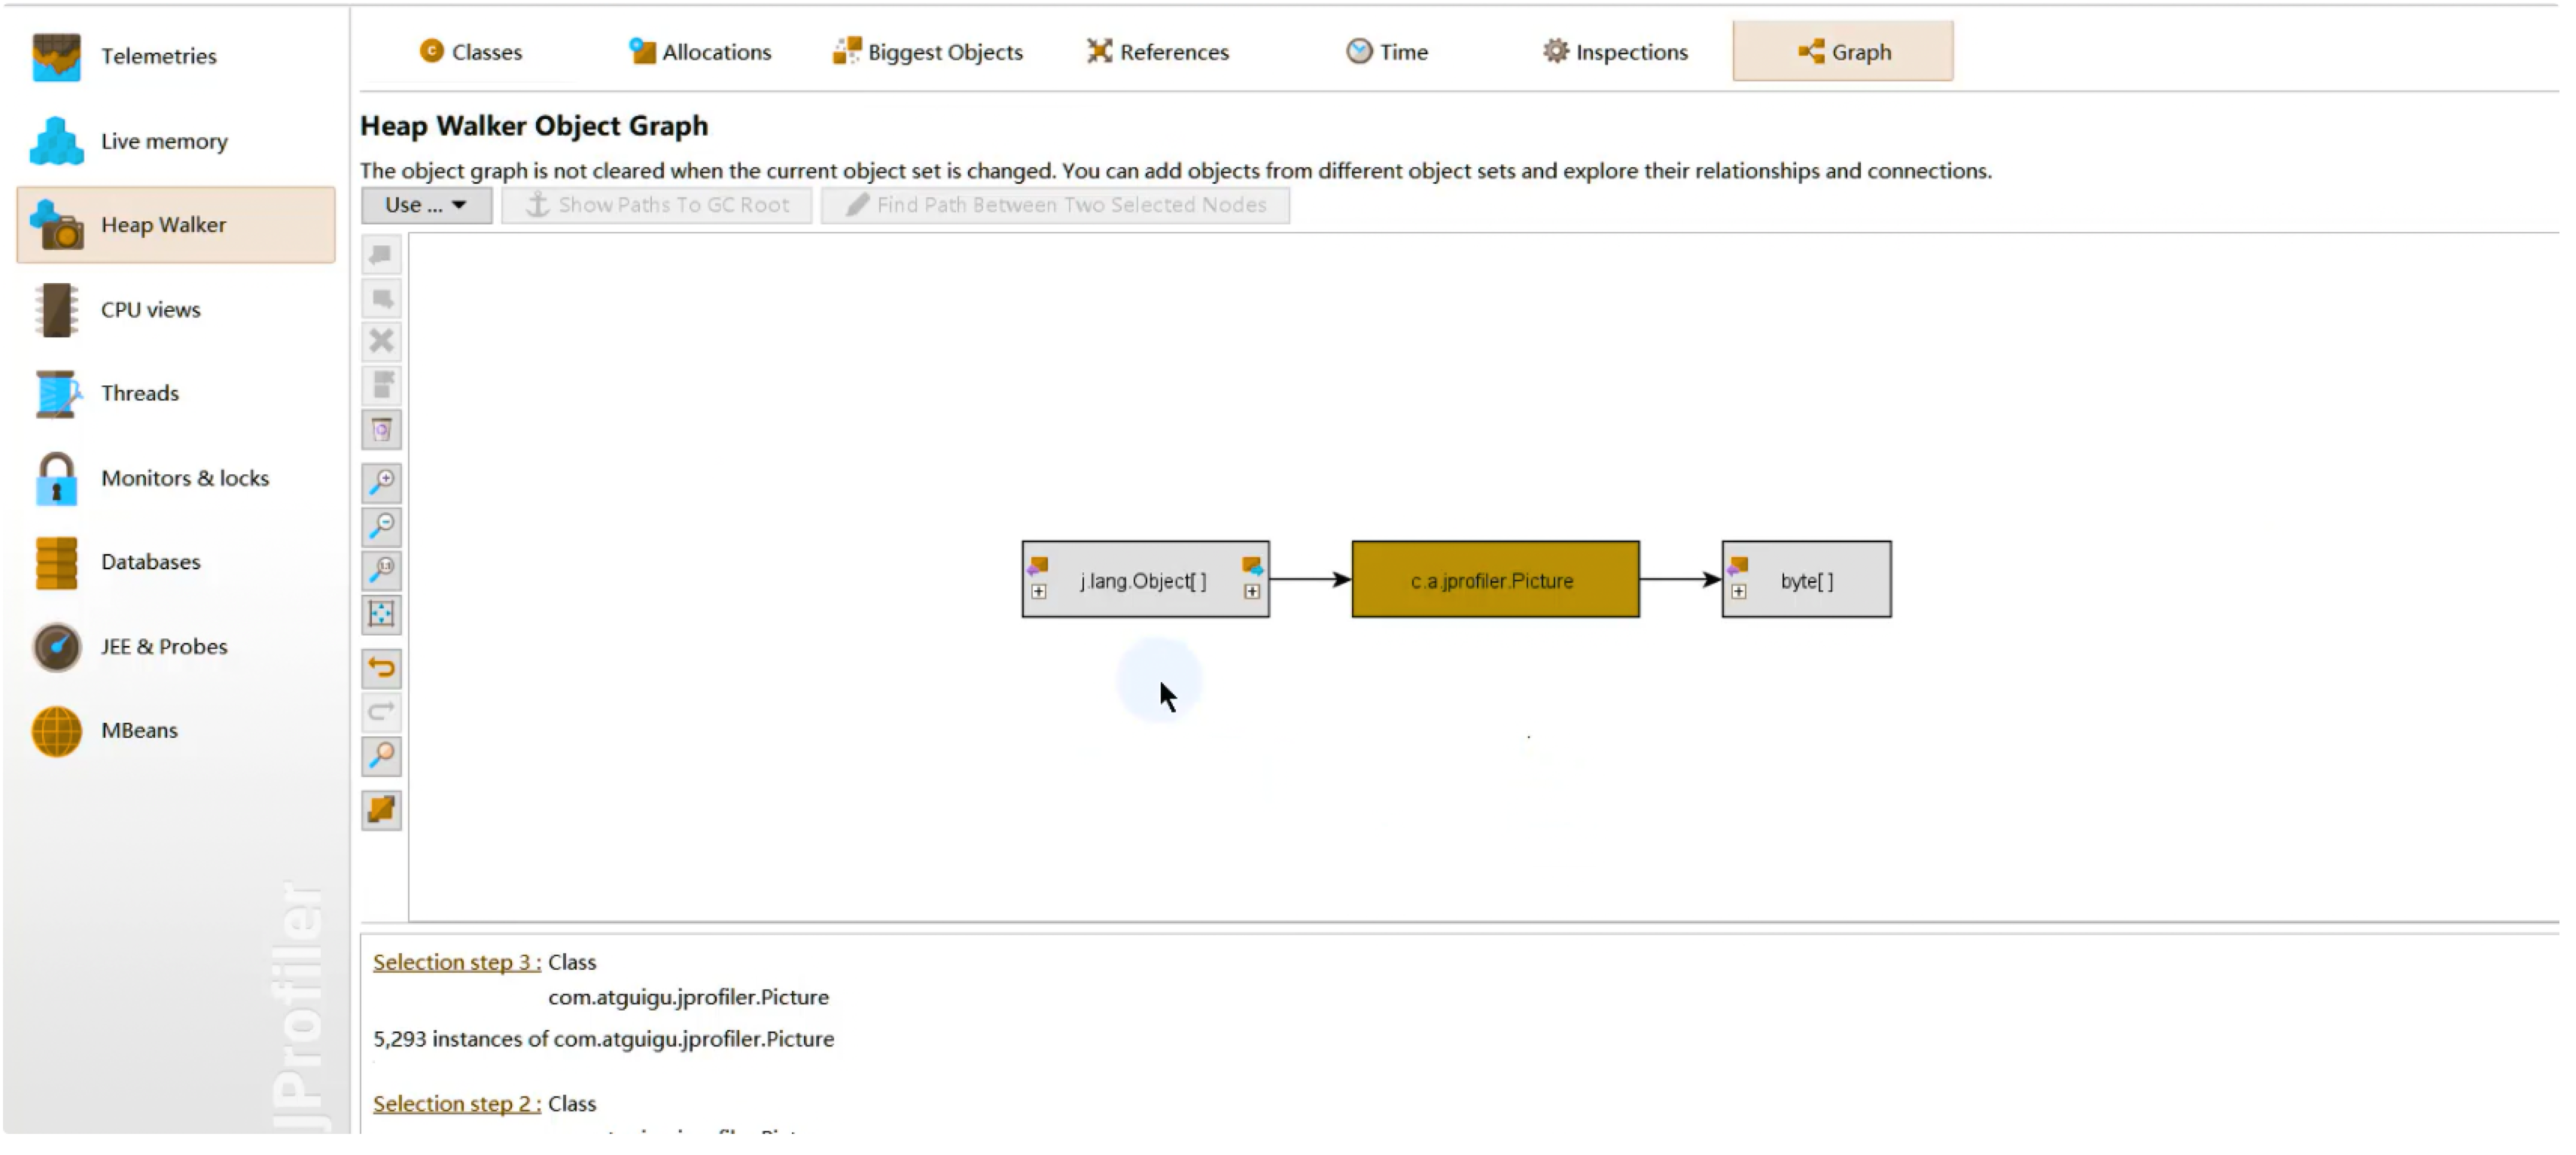 Telemetries
Live memory
Heap Walker
CPU views
Threads
Monitors & locks
Databases
JEE & Probes
MBeans
JProfiler
Classes
Allocations
Biggest Objects
References
Time
Inspections
Graph
Heap Walker Object Graph
The object graph is not cleared when the current object set is changed. You can add objects from different object sets and explore their relationships and connections.
Use ...
Show Paths To GC Root
Find Path Between Two Selected Nodes
j.lang.Object[ ]
c.a.jprofiler.Picture
byte[ ]
Selection step 3 : Class
com.atguigu.jprofiler.Picture
5,293 instances of com.atguigu.jprofiler.Picture
Selection step 2 : Class